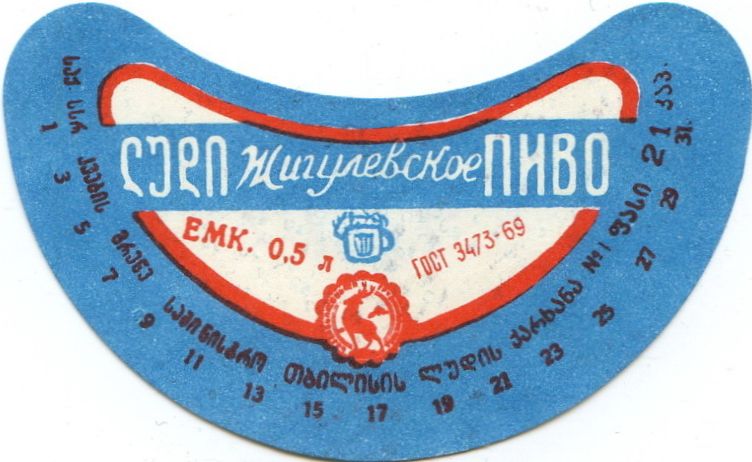 ლუდი Жигулевское ПИВО
ЕМК. 0,5 л
ГОСТ 3473-69
სამინისტრო თბილისის ლუდის ქარხანა №1 ფასი 21 კაპ.
1 3 5 7 9 11 13 15 17 19 21 23 25 27 29 31.